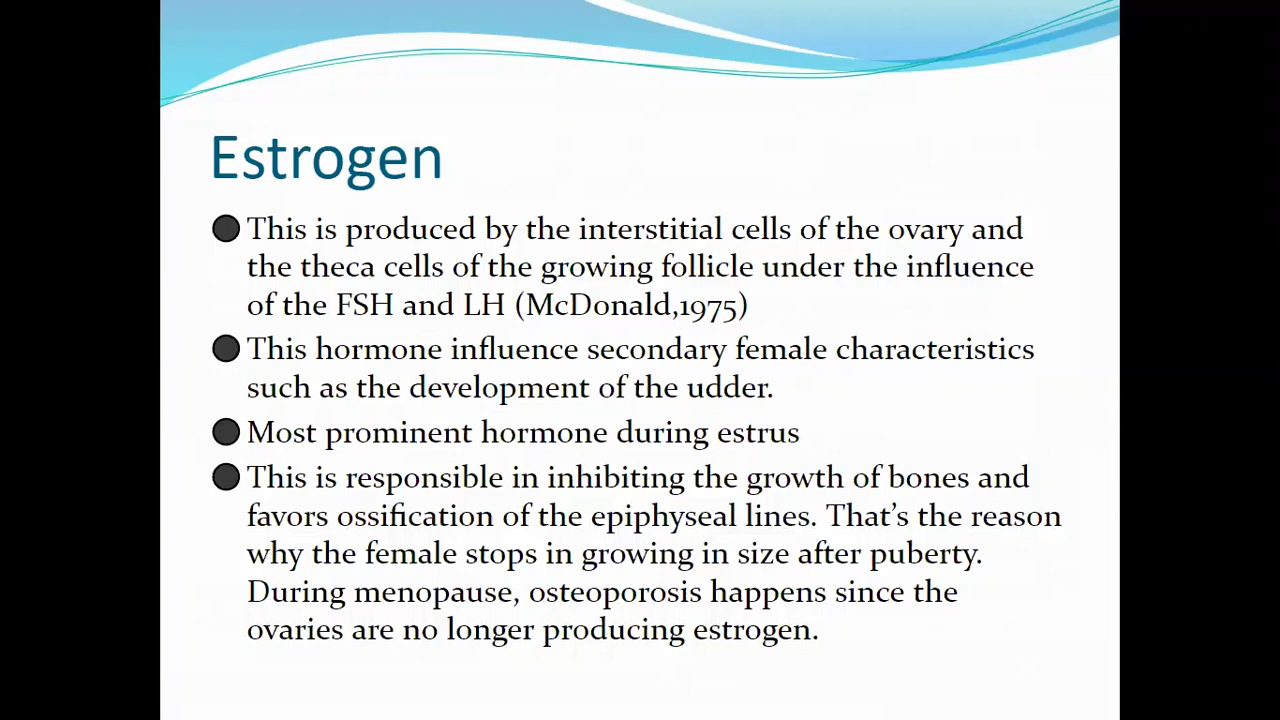 Estrogen
This is produced by the interstitial cells of the ovary and
the theca cells of the growing follicle under the influence
of the FSH and LH (McDonald,1975)
This hormone influence secondary female characteristics
such as the development of the udder.
Most prominent hormone during estrus
This is responsible in inhibiting the growth of bones and
favors ossification of the epiphyseal lines. That’s the reason
why the female stops in growing in size after puberty.
During menopause, osteoporosis happens since the
ovaries are no longer producing estrogen.